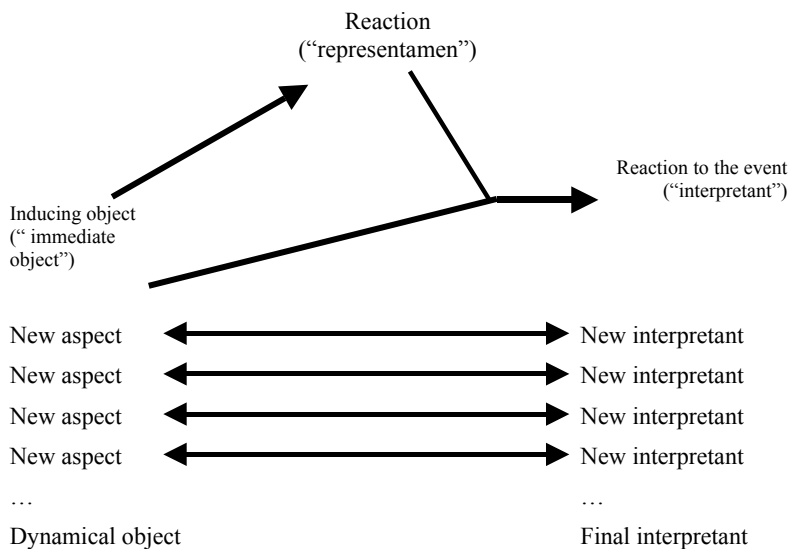 Reaction
(“representamen”)
Reaction to the event
(“interpretant”)
Inducing object
(“ immediate
object”)
New aspect New interpretant
New aspect New interpretant
New aspect New interpretant
New aspect New interpretant
… …
Dynamical object Final interpretant